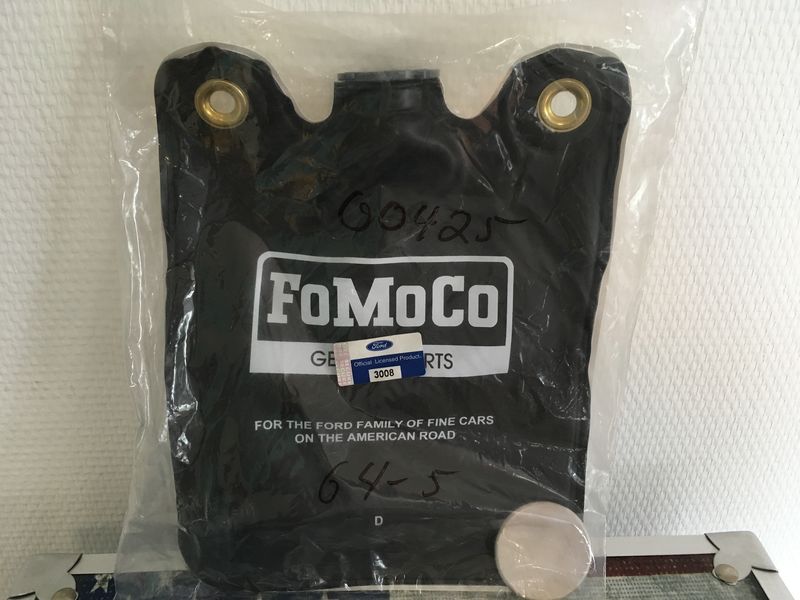 00425
FoMoCo
GE RTS
Ford
Official Licensed Product
3008
FOR THE FORD FAMILY OF FINE CARS
ON THE AMERICAN ROAD
64-5
D